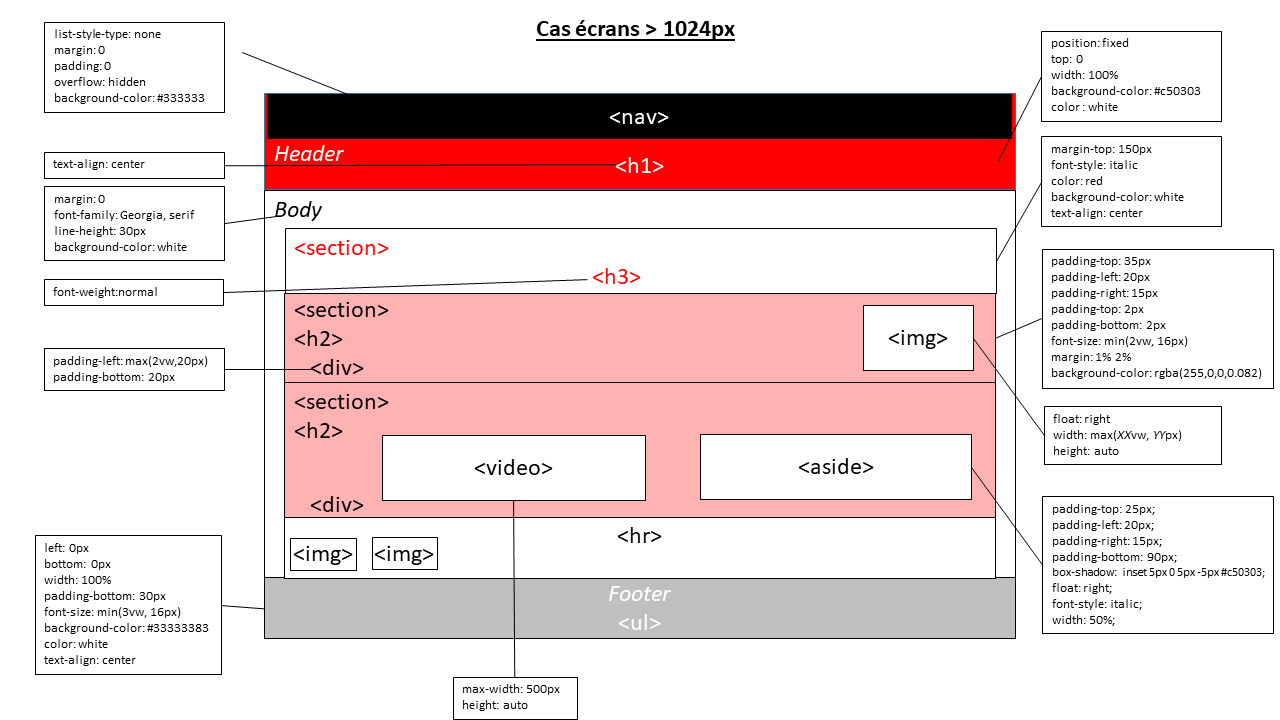 Cas écrans > 1024px
list-style-type: none
margin: 0
padding: 0
overflow: hidden
background-color: #333333
text-align: center
margin: 0
font-family: Georgia, serif
line-height: 30px
background-color: white
font-weight:normal
padding-left: max(2vw,20px)
padding-bottom: 20px
left: 0px
bottom: 0px
width: 100%
padding-bottom: 30px
font-size: min(3vw, 16px)
background-color: #33333383
color: white
text-align: center
<nav>
Header
<h1>
Body
<section>
<h3>
<section>
<h2>
<img>
<div>
<section>
<h2>
<video>
<aside>
<div>
<hr>
<img>
<img>
Footer
<ul>
max-width: 500px
height: auto
position: fixed
top: 0
width: 100%
background-color: #c50303
color : white
margin-top: 150px
font-style: italic
color: red
background-color: white
text-align: center
padding-top: 35px
padding-left: 20px
padding-right: 15px
padding-top: 2px
padding-bottom: 2px
font-size: min(2vw, 16px)
margin: 1% 2%
background-color: rgba(255,0,0,0.082)
float: right
width: max(XXvw, YYpx)
height: auto
padding-top: 25px;
padding-left: 20px;
padding-right: 15px;
padding-bottom: 90px;
box-shadow: inset 5px 0 5px -5px #c50303;
float: right;
font-style: italic;
width: 50%;